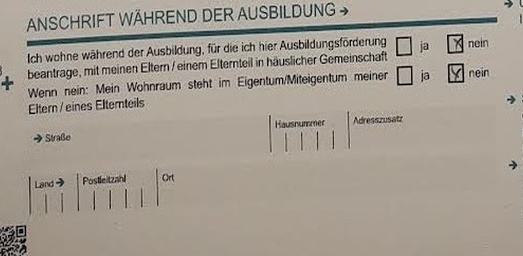 ANSCHRIFT WÄHREND DER AUSBILDUNG →
Ich wohne während der Ausbildung, für die ich hier Ausbildungsförderung ja nein
beantrage, mit meinen Eltern / einem Elternteil in häuslicher Gemeinschaft
Wenn nein: Mein Wohnraum steht im Eigentum/Miteigentum meiner ja nein
Eltern / eines Elternteils
→ Straße Hausnummer Adresszusatz
Land → Postleitzahl Ort